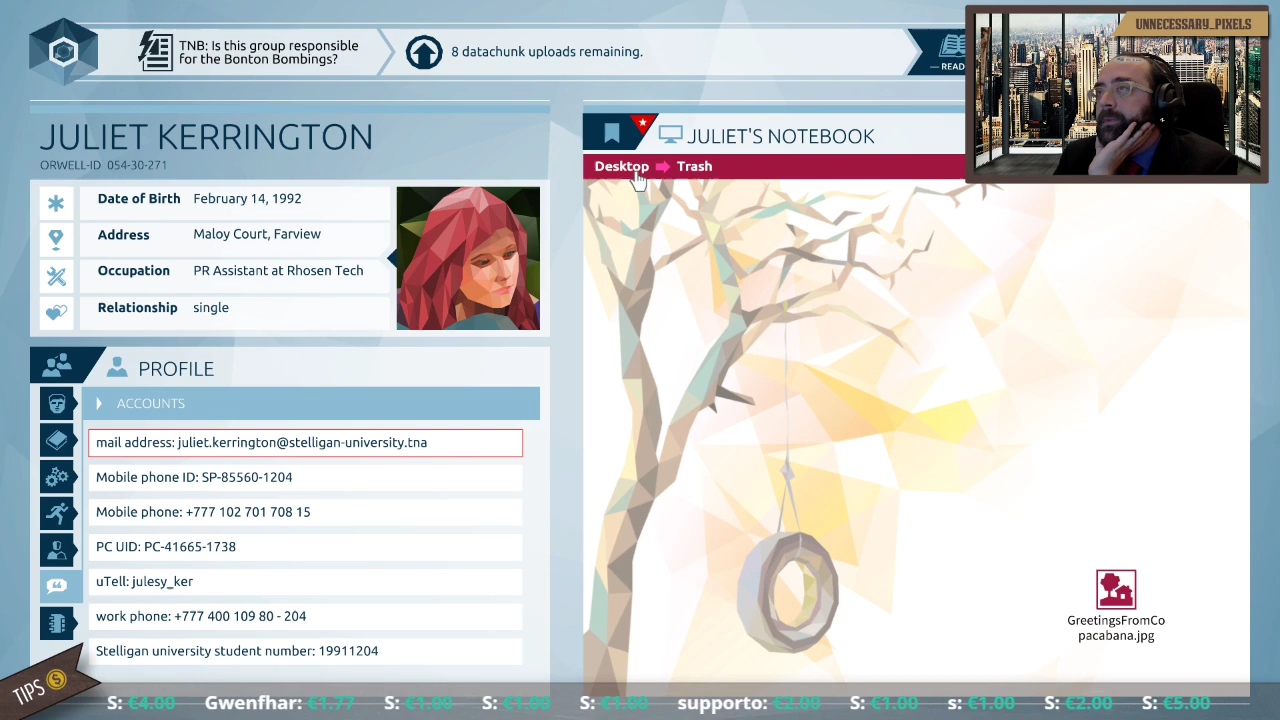 TNB: Is this group responsible
for the Bonton Bombings?
8 datachunk uploads remaining.
— READ
UNNECESSARY_PIXELS
JULIET KERRINGTON
ORWELL-ID 054-30-271
Date of Birth February 14, 1992
Address Maloy Court, Farview
Occupation PR Assistant at Rhosen Tech
Relationship single
PROFILE
ACCOUNTS
mail address: juliet.kerrington@stelligan-university.tna
Mobile phone ID: SP-85560-1204
Mobile phone: +777 102 701 708 15
PC UID: PC-41665-1738
uTell: julesy_ker
work phone: +777 400 109 80 - 204
Stelligan university student number: 19911204
JULIET'S NOTEBOOK
Desktop Trash
GreetingsFromCo
pacabana.jpg
TIPS
S: €4.00 Gwenfhar: €1.77 S: €1.00 S: €1.00 S: €1.00 supporto: €2.00 S: €1.00 s: €1.00 S: €2.00 S: €5.00